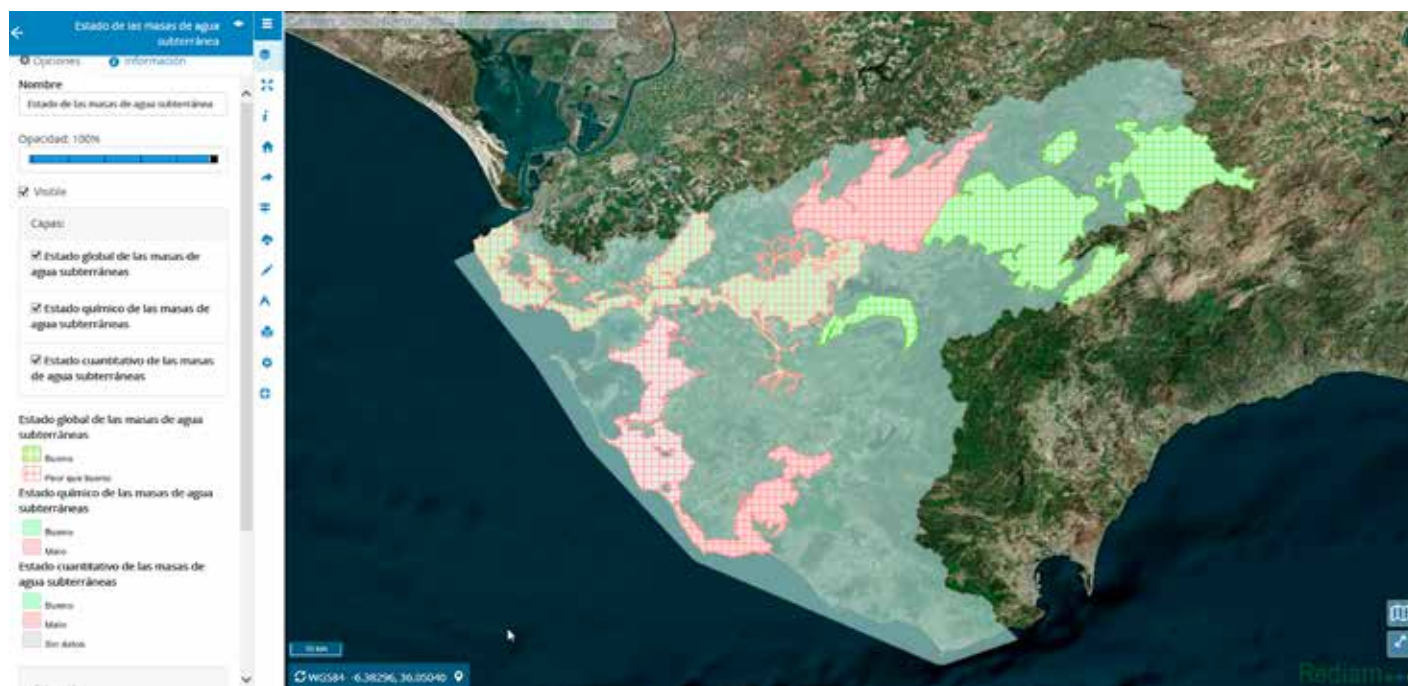 Estado de las masas de agua
subterránea
Opciones
Información
Nombre
Estado de las masas de agua subterránea
Opacidad: 100%
Visible
Capas:
Estado global de las masas de
agua subterráneas
Estado químico de las masas de
agua subterráneas
Estado cuantitativo de las masas
de agua subterráneas
Estado global de las masas de agua
subterráneas
Bueno
Peor que bueno
Estado químico de las masas de agua
subterráneas
Bueno
Malo
Estado cuantitativo de las masas de
agua subterráneas
Bueno
Malo
Sin datos
10 km
WGS84 -6.38296, 36.05040
Rediam